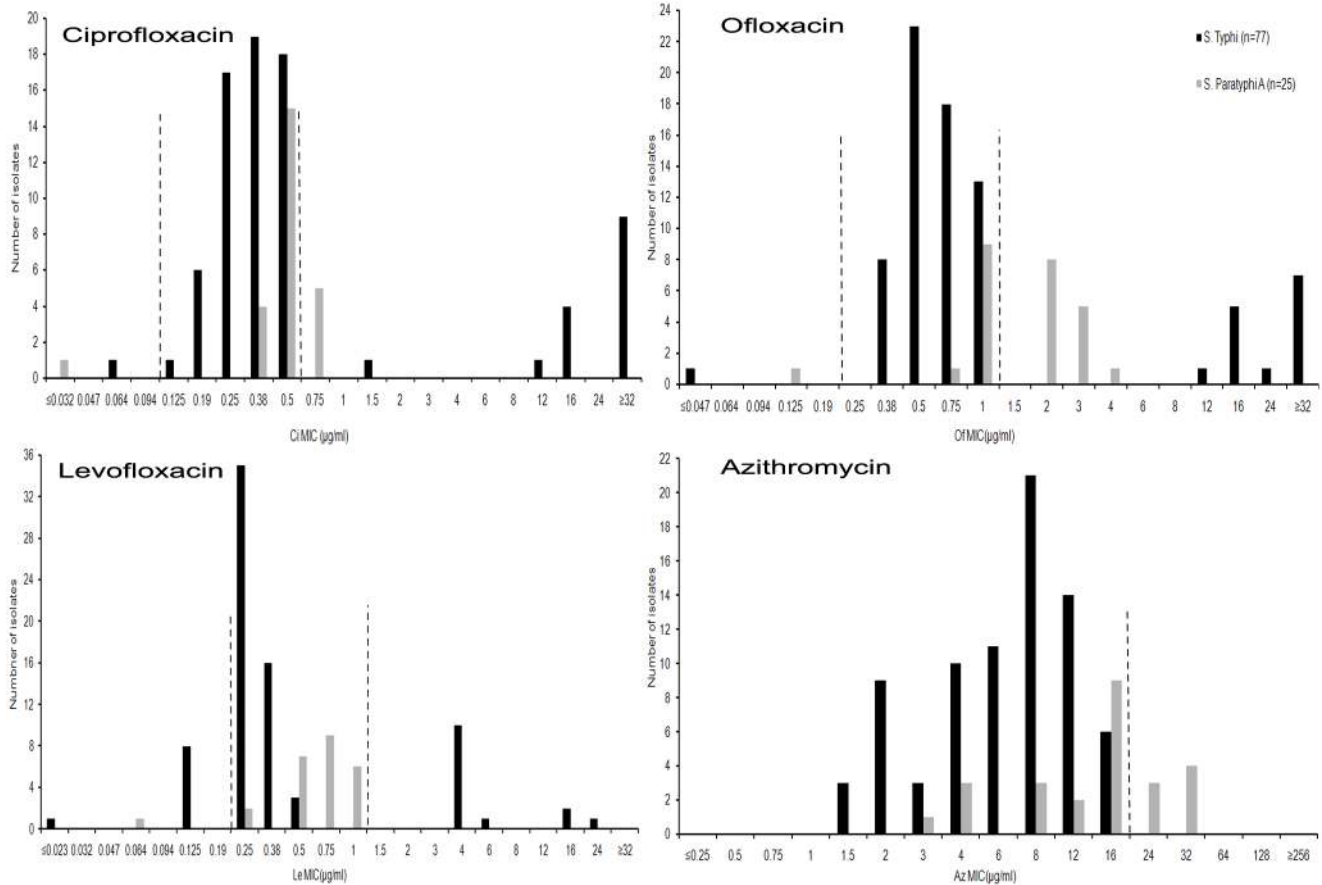 Ciprofloxacin
Number of isolates
20
18
16
14
12
10
8
6
4
2
0
≤0.032 0.047 0.064 0.094 0.125 0.19 0.25 0.38 0.5 0.75 1 1.5 2 3 4 6 8 12 16 24 ≥32
Ci MIC (µg/ml)
Ofloxacin
S. Typhi (n=77)
S. Paratyphi A (n=25)
Number of isolates
24
22
20
18
16
14
12
10
8
6
4
2
0
≤0.047 0.064 0.094 0.125 0.19 0.25 0.38 0.5 0.75 1 1.5 2 3 4 6 8 12 16 24 ≥32
Of MIC(µg/ml)
Levofloxacin
Numbner of isolates
36
32
28
24
20
16
12
8
4
0
≤0.023 0.032 0.047 0.064 0.094 0.125 0.19 0.25 0.38 0.5 0.75 1 1.5 2 3 4 6 8 12 16 24 ≥32
Le MIC(µg/ml)
Azithromycin
Number of isolates
22
20
18
16
14
12
10
8
6
4
2
0
≤0.25 0.5 0.75 1 1.5 2 3 4 6 8 12 16 24 32 64 128 ≥256
Az MIC(µg/ml)